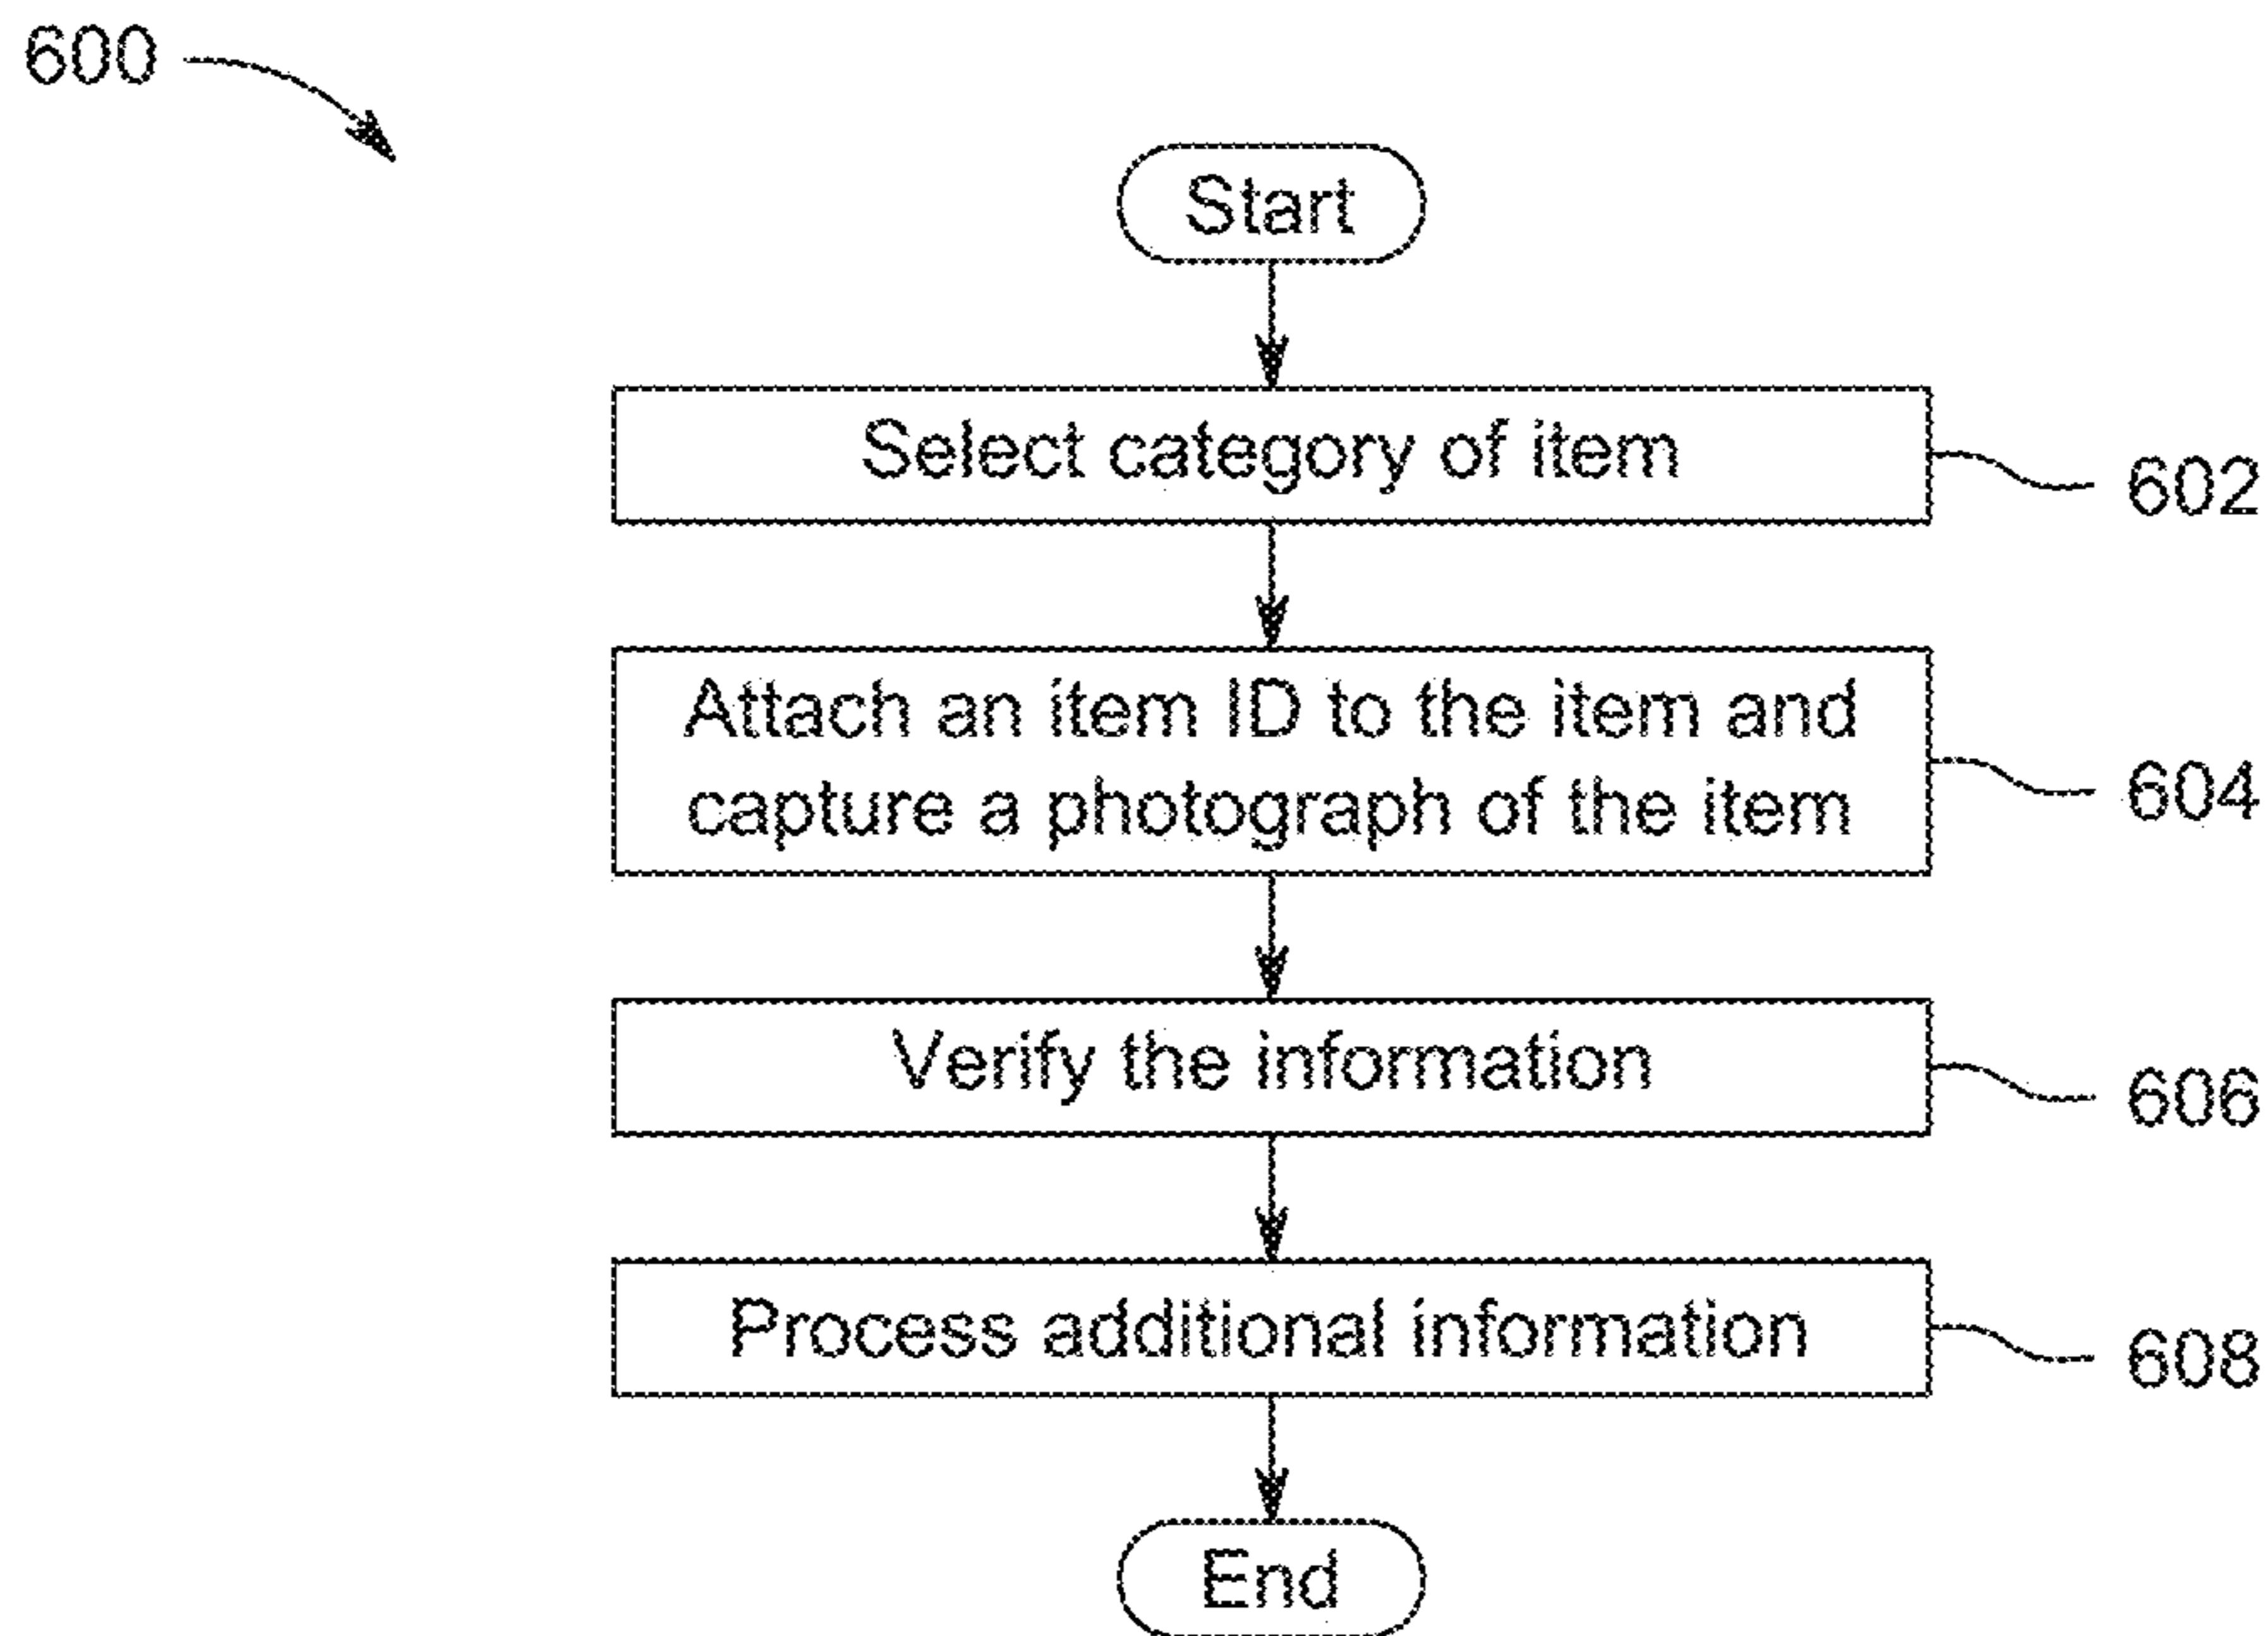 600
Start
Select category of item
602
Attach an item ID to the item and
capture a photograph of the item
604
Verify the information
606
Process additional information
608
End